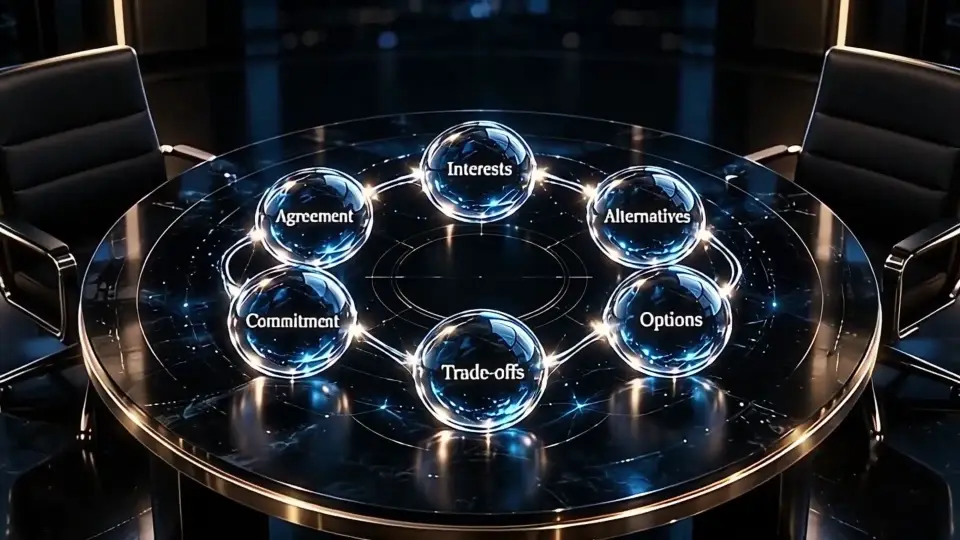 Interests
Alternatives
Options
Trade-offs
Commitment
Agreement